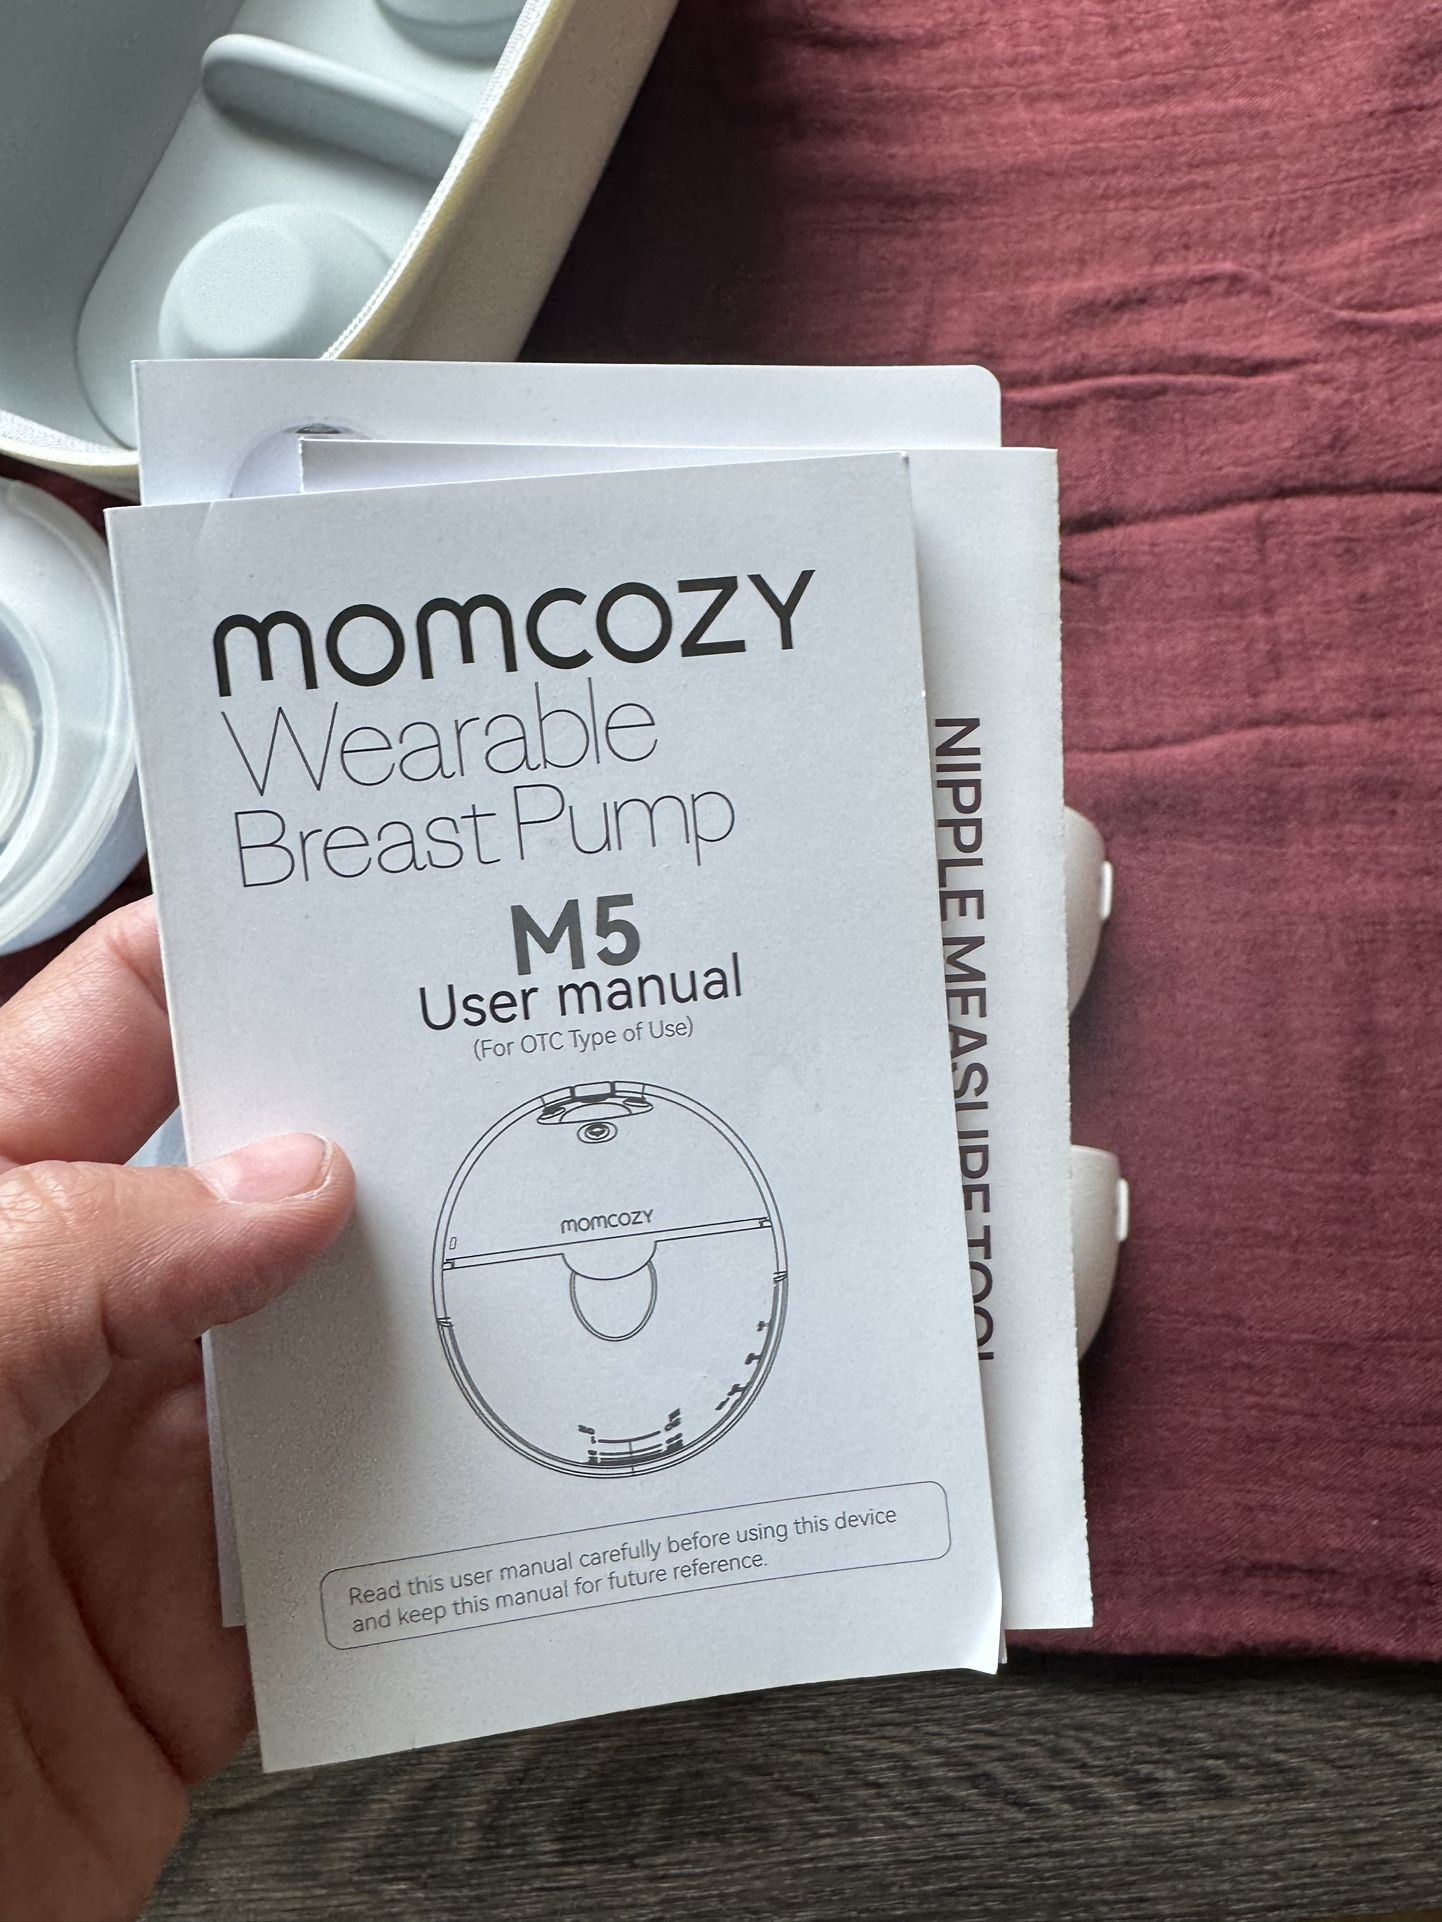 momcozy
Wearable
Breast Pump
M5
User manual
(For OTC Type of Use)
momcozy
Read this user manual carefully before using this device
and keep this manual for future reference.
NIPPLE MEASURE TOOL